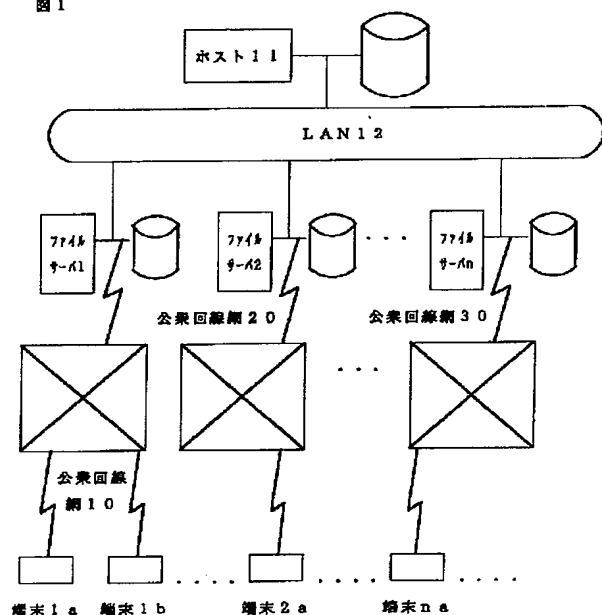 図1
ホスト11
LAN12
ファイル
サーバ1
ファイル
サーバ2
・・・
ファイル
サーバn
公衆回線網20
公衆回線網30
・・・
公衆回線
網10
端末1a
端末1b
・・・・
端末2a
・・・・
端末na
・・・・